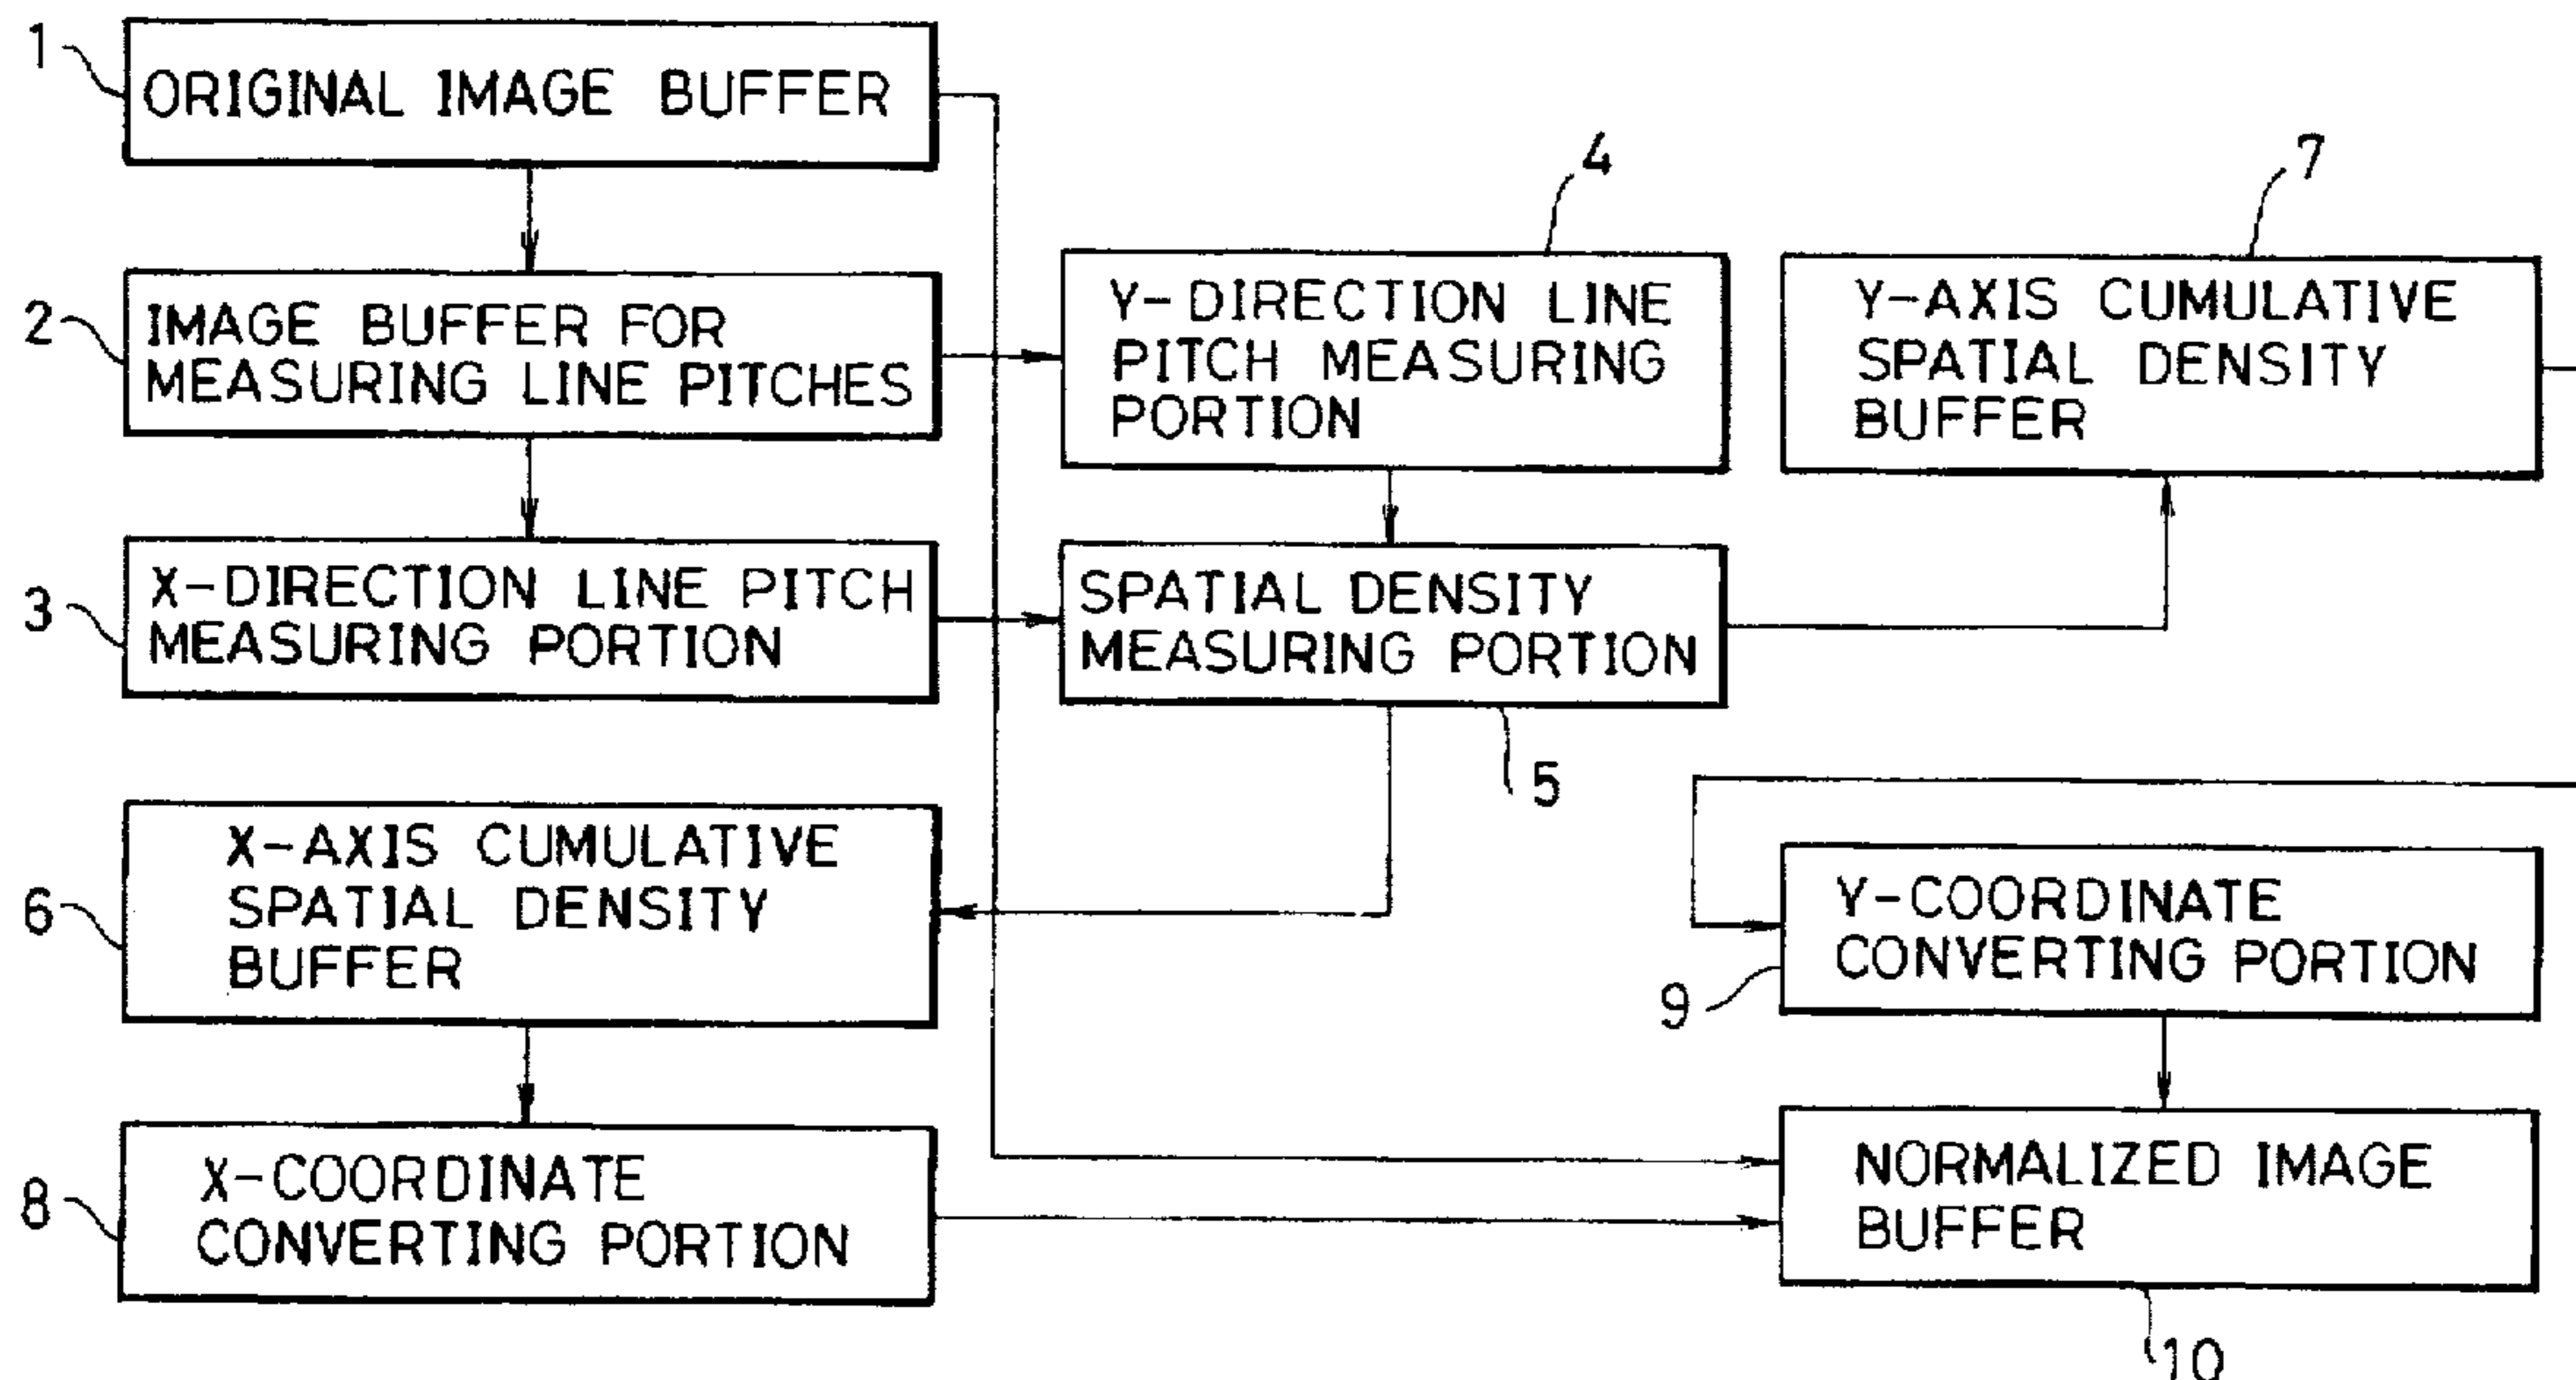 1
ORIGINAL IMAGE BUFFER
2
IMAGE BUFFER FOR
MEASURING LINE PITCHES
3
X-DIRECTION LINE PITCH
MEASURING PORTION
4
Y-DIRECTION LINE
PITCH MEASURING
PORTION
SPATIAL DENSITY
MEASURING PORTION
5
6
X-AXIS CUMULATIVE
SPATIAL DENSITY
BUFFER
7
Y-AXIS CUMULATIVE
SPATIAL DENSITY
BUFFER
8
X-COORDINATE
CONVERTING PORTION
Y-COORDINATE
CONVERTING PORTION
9
NORMALIZED IMAGE
BUFFER
10